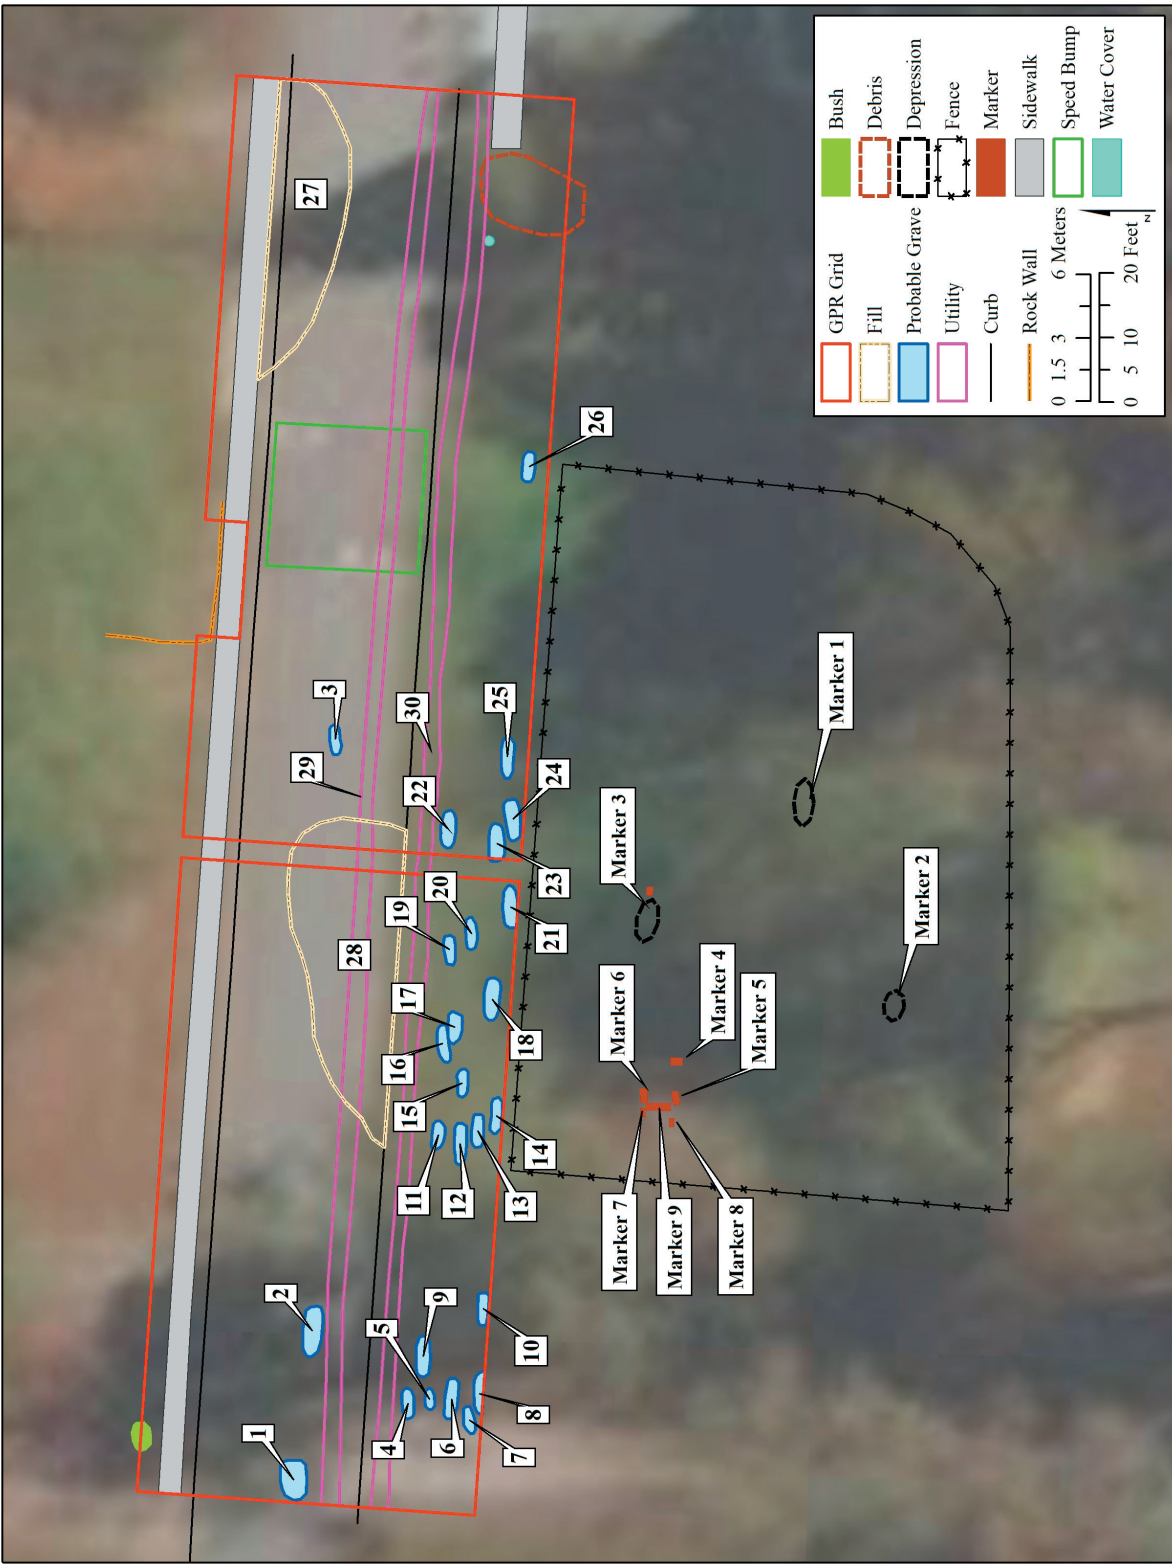 1
2
3
4
5
6
7
8
9
10
11
12
13
14
15
16
17
18
19
20
21
22
23
24
25
26
27
28
29
30
Marker 1
Marker 2
Marker 3
Marker 4
Marker 5
Marker 6
Marker 7
Marker 9
Marker 8
GPR Grid
Fill
Probable Grave
Utility
Curb
Rock Wall
Bush
Debris
Depression
Fence
Marker
Sidewalk
Speed Bump
Water Cover
0 1.5 3 6 Meters
0 5 10 20 Feet
N